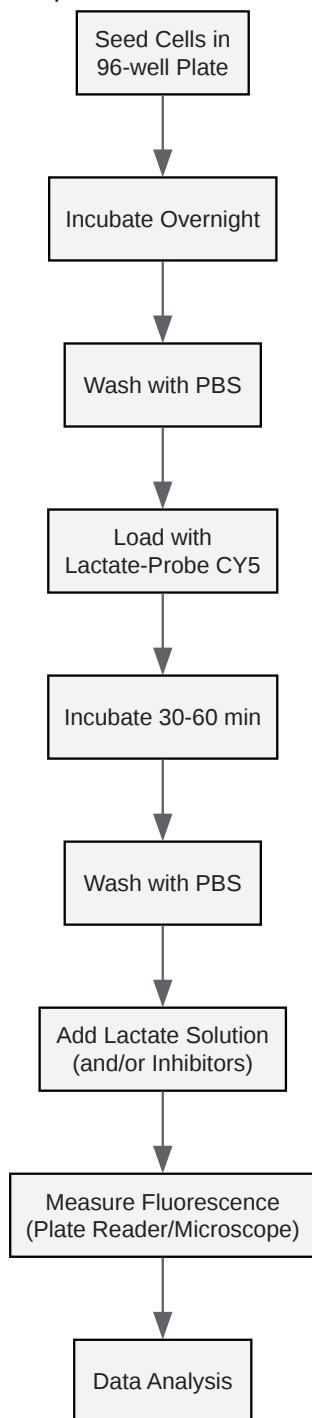 Seed Cells in
96-well Plate
Incubate Overnight
Wash with PBS
Load with
Lactate-Probe CY5
Incubate 30-60 min
Wash with PBS
Add Lactate Solution
(and/or Inhibitors)
Measure Fluorescence
(Plate Reader/Microscope)
Data Analysis